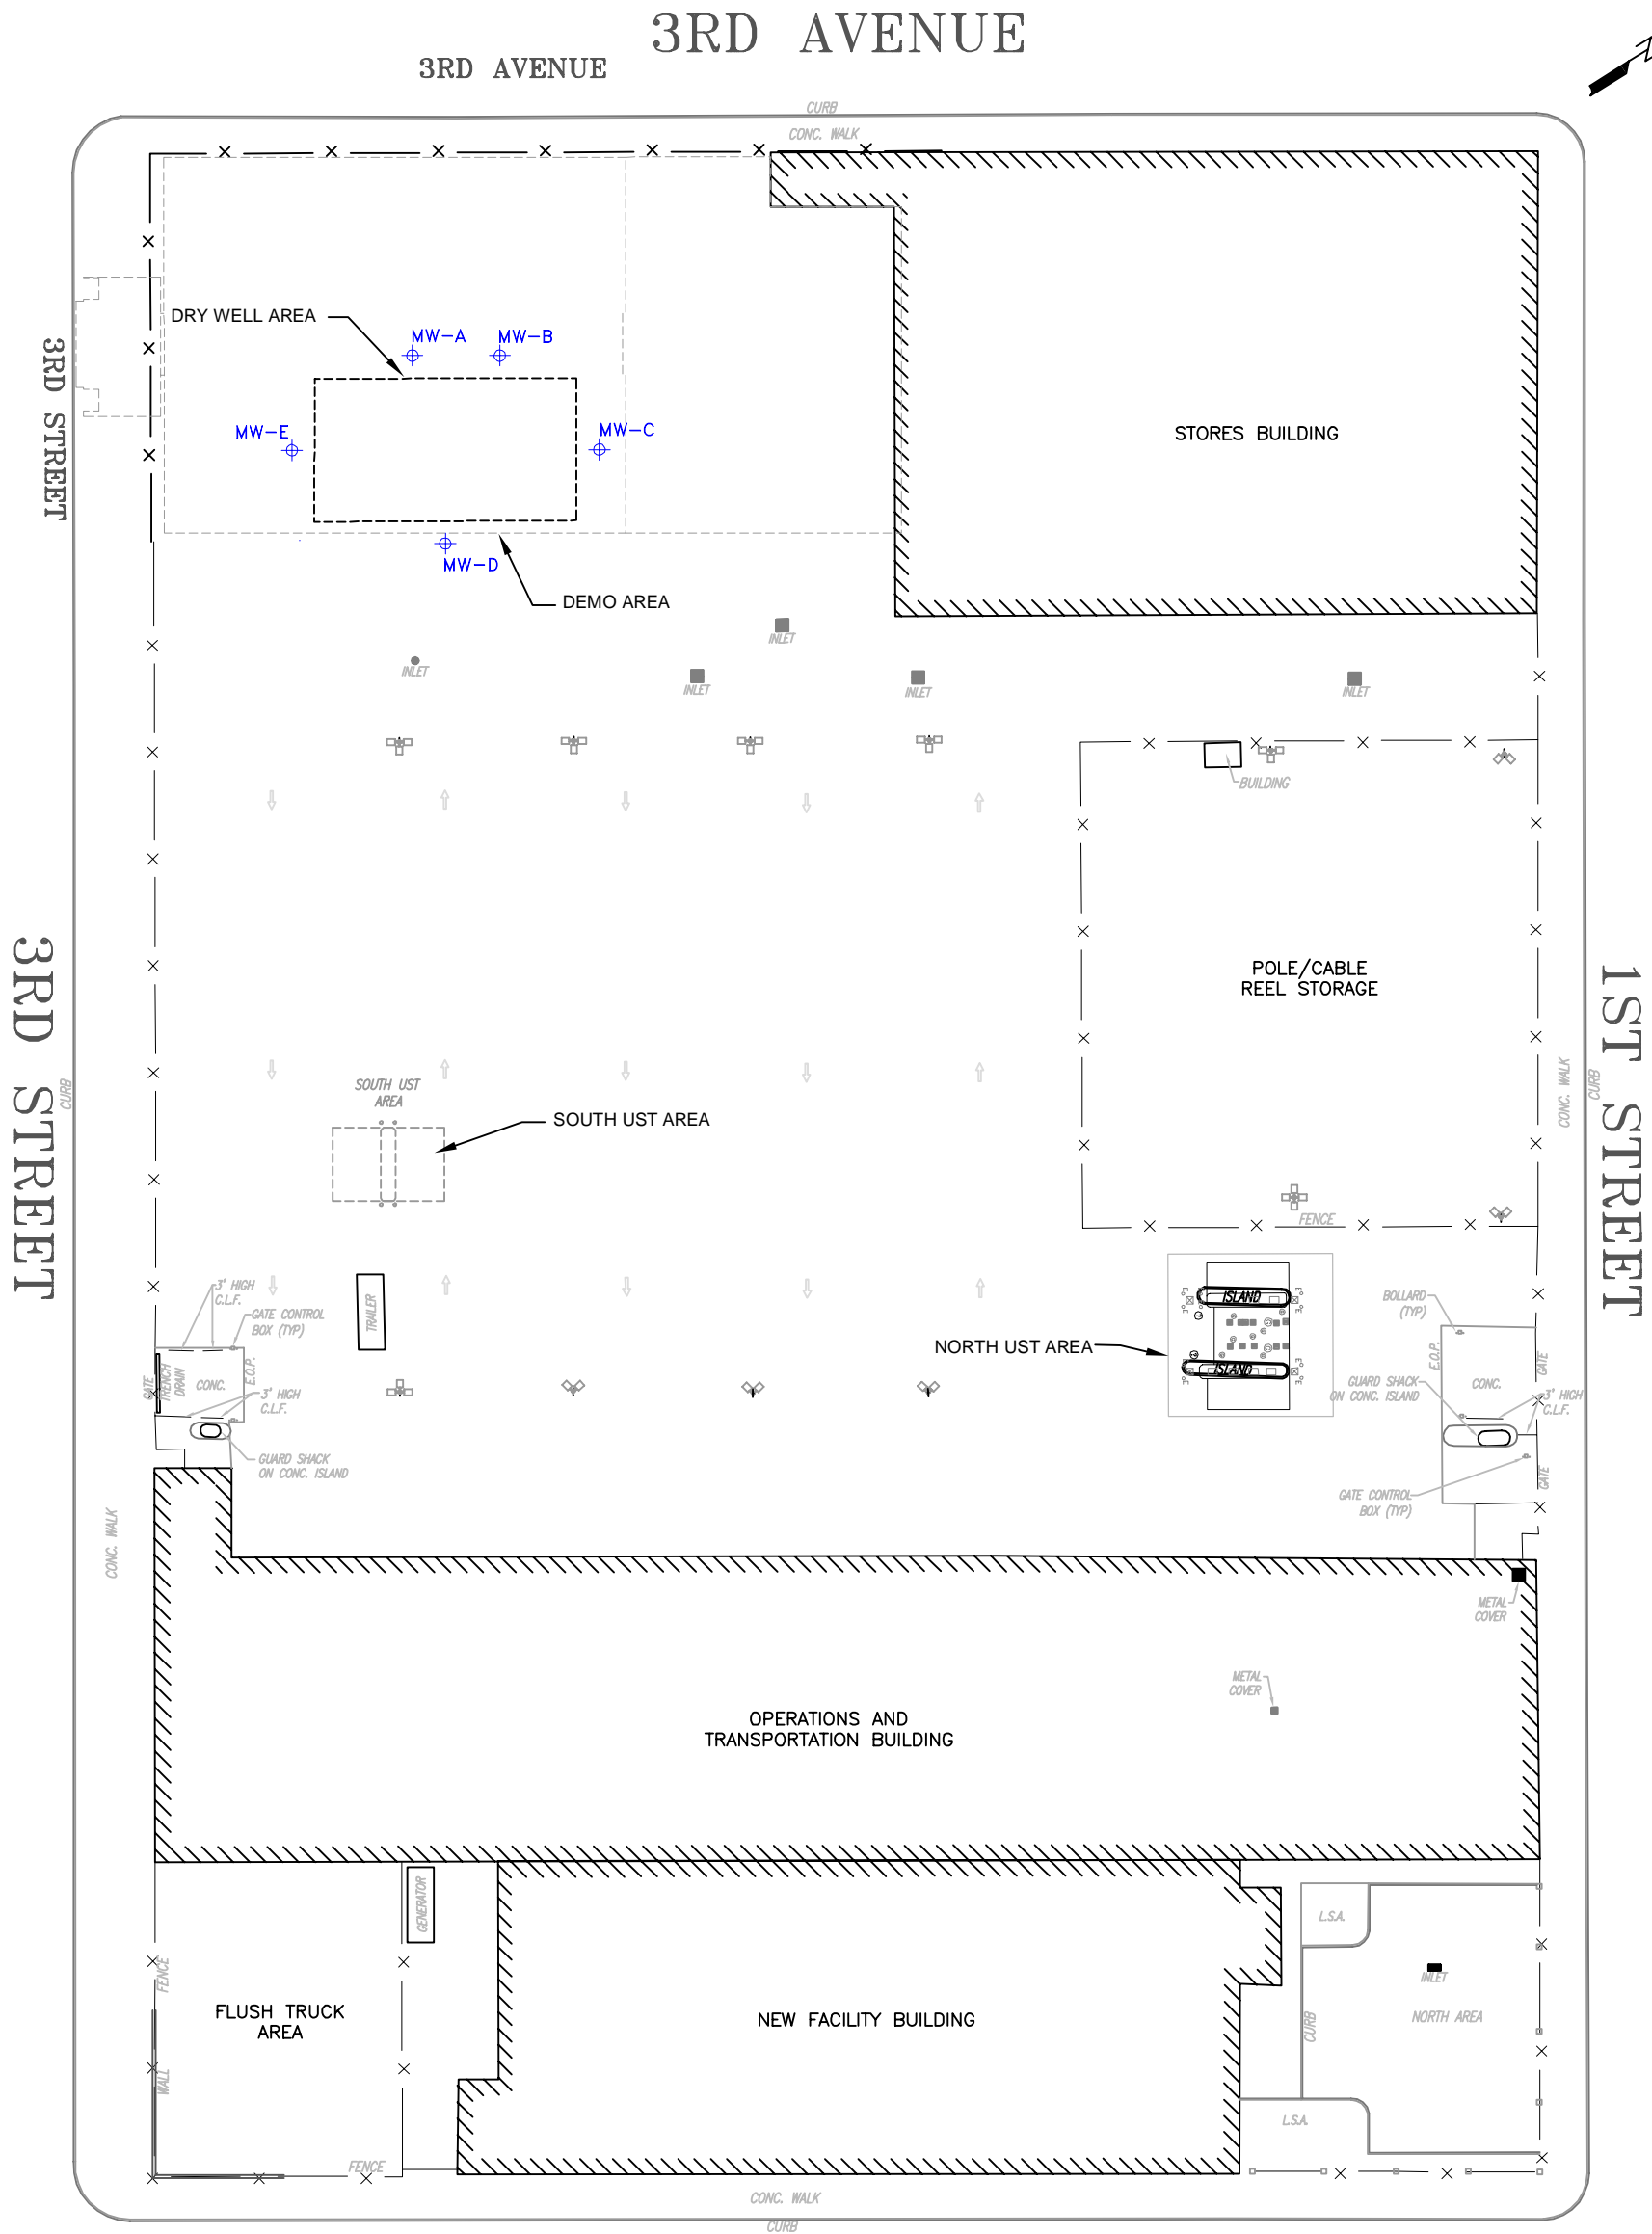 3RD AVENUE
3RD AVENUE
CURB
CONC. WALK
DRY WELL AREA
MW-A
MW-B
3RD STREET
MW-E
MW-C
STORES BUILDING
MW-D
DEMO AREA
INLET
INLET
INLET
INLET
INLET
BUILDING
POLE/CABLE
REEL STORAGE
3RD STREET
CURB
1ST STREET
CONC. WALK
CURB
SOUTH UST
AREA
SOUTH UST AREA
FENCE
3' HIGH
C.L.F.
GATE CONTROL
BOX (TYP)
TRAILER
ISLAND
BOLLARD
(TYP)
NORTH UST AREA
GATE
TRENCH
DRAIN
CONC.
E.O.P.
3' HIGH
C.L.F.
ISLAND
E.O.P.
GATE
GUARD SHACK
ON CONC. ISLAND
CONC.
3' HIGH
C.L.F.
GUARD SHACK
ON CONC. ISLAND
GATE
GATE CONTROL
BOX (TYP)
CONC. WALK
METAL
COVER
METAL
COVER
OPERATIONS AND
TRANSPORTATION BUILDING
GENERATOR
L.S.A.
FENCE
INLET
FLUSH TRUCK
AREA
NEW FACILITY BUILDING
CURB
NORTH AREA
WALL
L.S.A.
FENCE
CONC. WALK
CURB